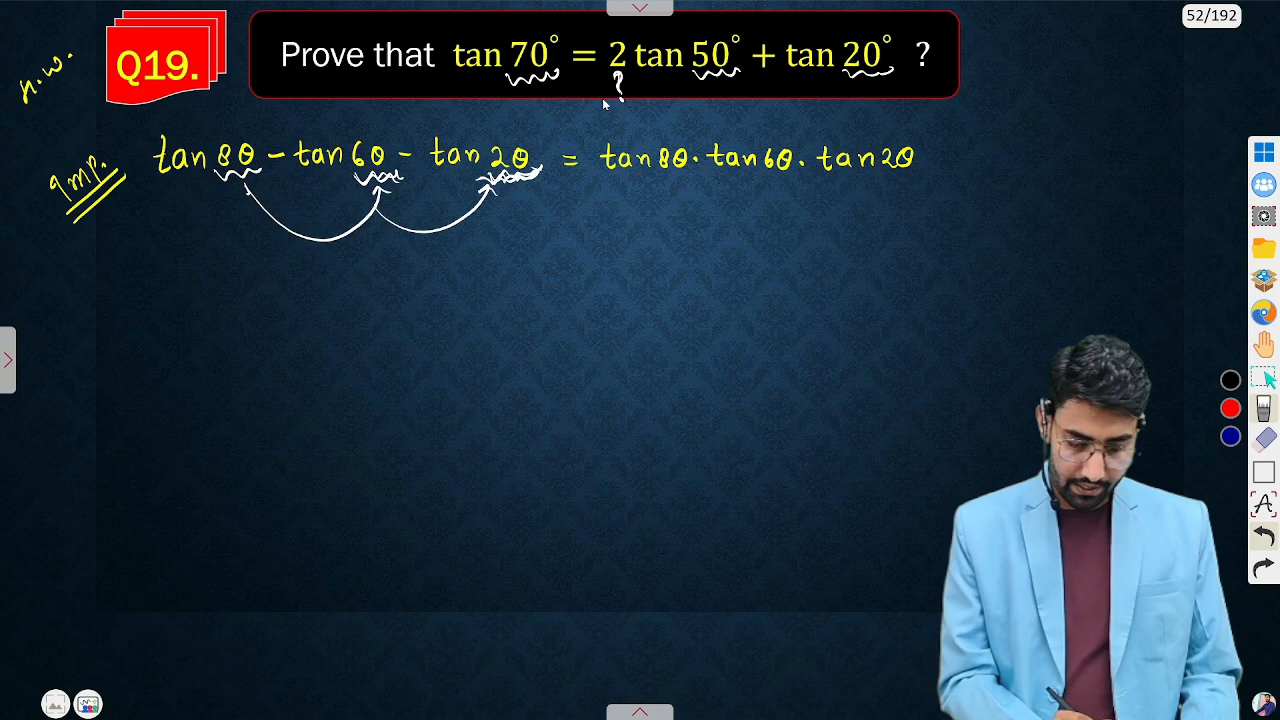 52/192
Q19. Prove that tan 70° = 2 tan 50° + tan 20° ?
H.W.
?
Imp. tan 8θ - tan 6θ - tan 2θ = tan 8θ · tan 6θ · tan 2θ